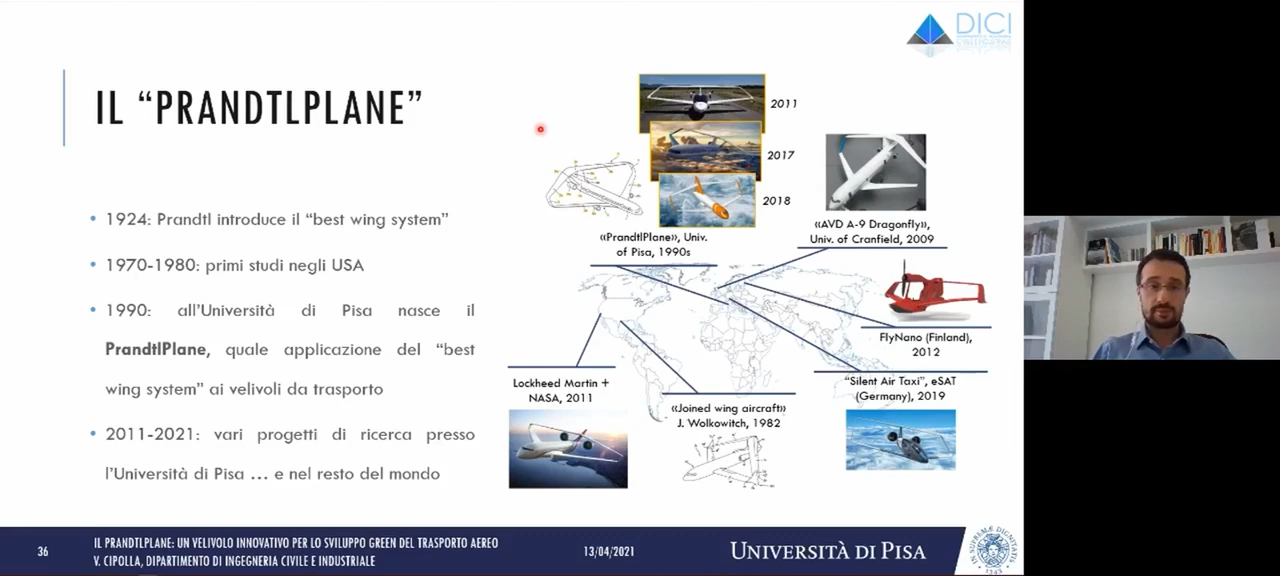 DICI
IL “PRANDTLPLANE”
• 1924: Prandtl introduce il “best wing system”
• 1970-1980: primi studi negli USA
• 1990: all’Università di Pisa nasce il
PrandtlPlane, quale applicazione del “best
wing system” ai velivoli da trasporto
• 2011-2021: vari progetti di ricerca presso
l’Università di Pisa … e nel resto del mondo
2011
2017
2018
«PrandtlPlane», Univ.
of Pisa, 1990s
«AVD A-9 Dragonfly»,
Univ. of Cranfield, 2009
FlyNano (Finland),
2012
“Silent Air Taxi”, eSAT
(Germany), 2019
Lockheed Martin +
NASA, 2011
«Joined wing aircraft»
J. Wolkowitch, 1982
36
IL PRANDTLPLANE: UN VELIVOLO INNOVATIVO PER LO SVILUPPO GREEN DEL TRASPORTO AEREO
V. CIPOLLA, DIPARTIMENTO DI INGEGNERIA CIVILE E INDUSTRIALE
13/04/2021
UNIVERSITÀ DI PISA